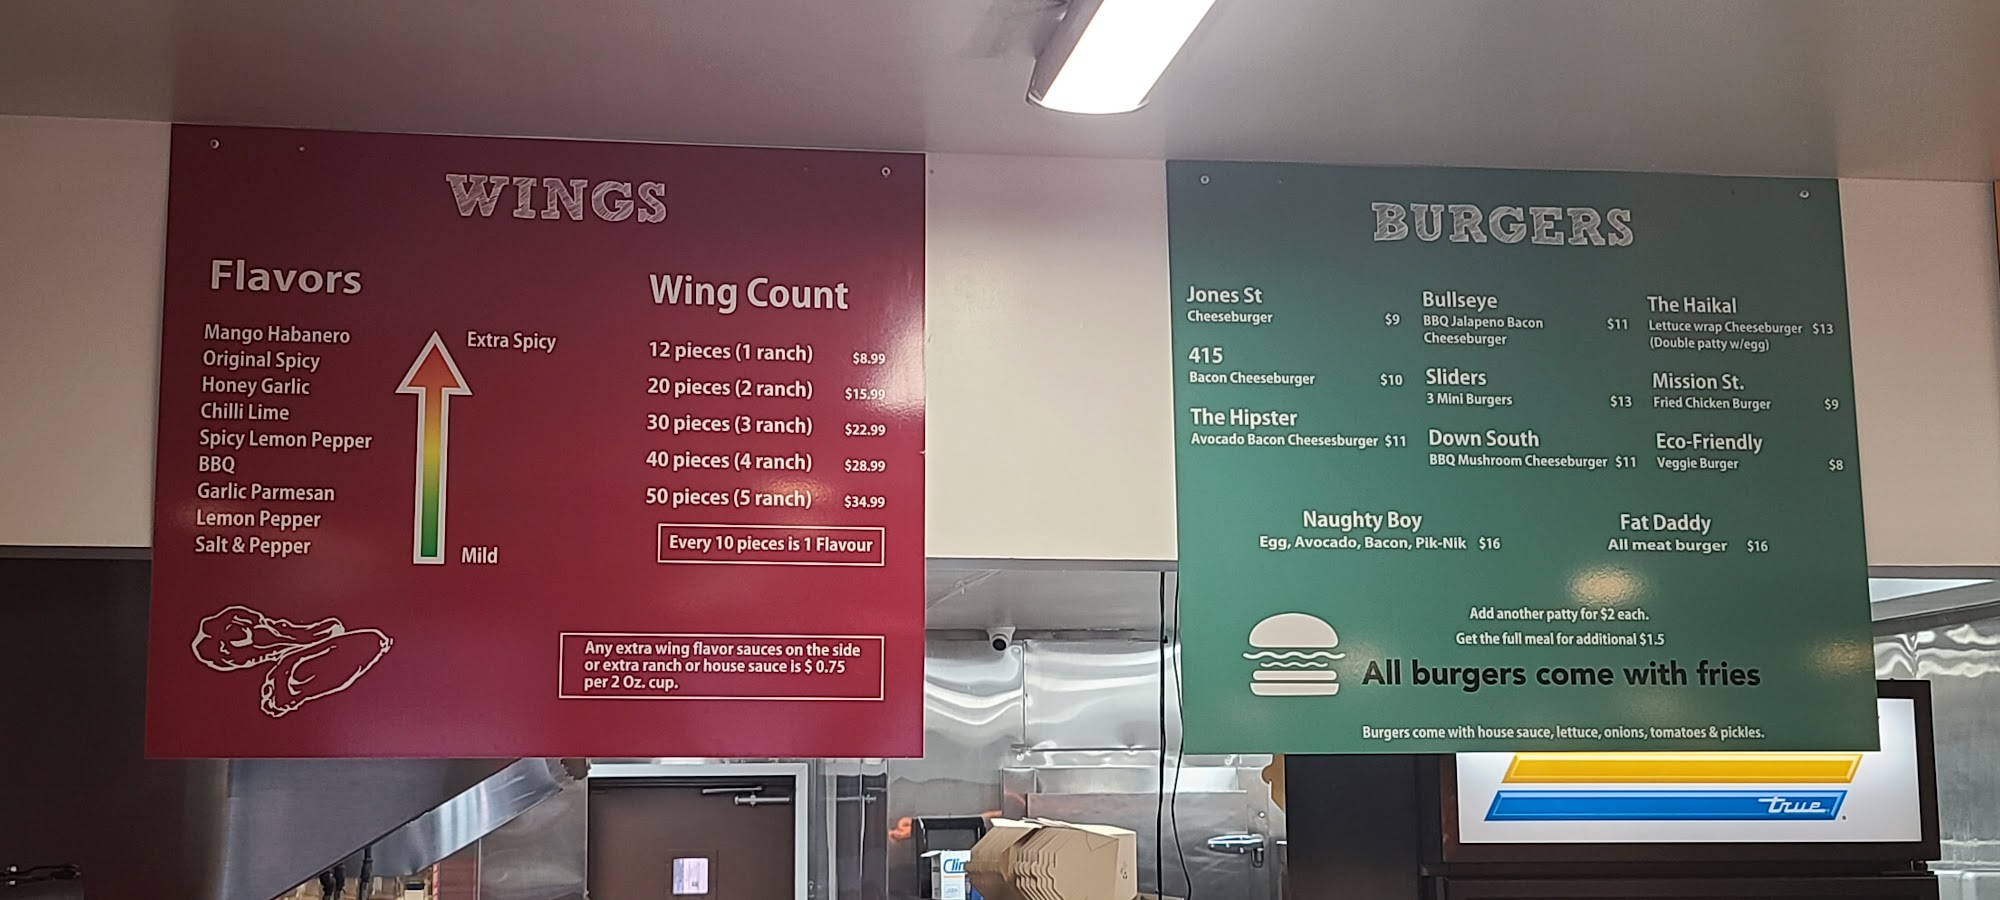 WINGS
Flavors
Mango Habanero
Original Spicy
Honey Garlic
Chilli Lime
Spicy Lemon Pepper
BBQ
Garlic Parmesan
Lemon Pepper
Salt & Pepper
Extra Spicy
Mild
Wing Count
12 pieces (1 ranch) $8.99
20 pieces (2 ranch) $15.99
30 pieces (3 ranch) $22.99
40 pieces (4 ranch) $28.99
50 pieces (5 ranch) $34.99
Every 10 pieces is 1 Flavour
Any extra wing flavor sauces on the side
or extra ranch or house sauce is $ 0.75
per 2 Oz. cup.
BURGERS
Jones St
Cheeseburger $9
415
Bacon Cheeseburger $10
The Hipster
Avocado Bacon Cheesesburger $11
Bullseye
BBQ Jalapeno Bacon $11
Cheeseburger
Sliders
3 Mini Burgers $13
Down South
BBQ Mushroom Cheeseburger $11
The Haikal
Lettuce wrap Cheeseburger $13
(Double patty w/egg)
Mission St.
Fried Chicken Burger $9
Eco-Friendly
Veggie Burger $8
Naughty Boy
Egg, Avocado, Bacon, Pik-Nik $16
Fat Daddy
All meat burger $16
Add another patty for $2 each.
Get the full meal for additional $1.5
All burgers come with fries
Burgers come with house sauce, lettuce, onions, tomatoes & pickles.
true
Clin